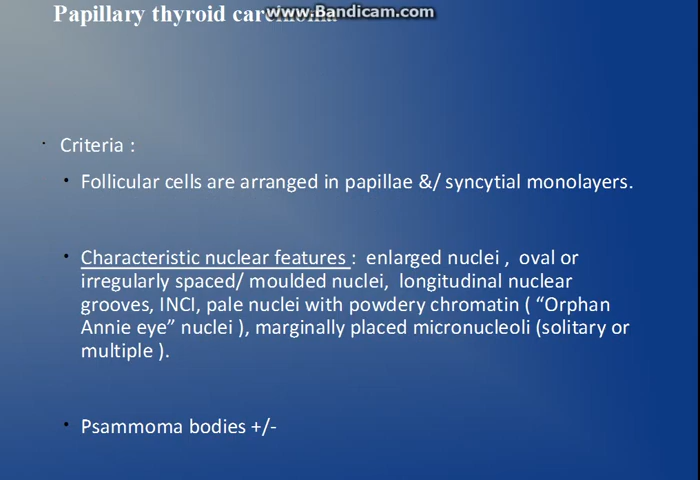 Papillary thyroid carcinoma
www.Bandicam.com
· Criteria :
• Follicular cells are arranged in papillae &/ syncytial monolayers.
• Characteristic nuclear features : enlarged nuclei , oval or
irregularly spaced/ moulded nuclei, longitudinal nuclear
grooves, INCI, pale nuclei with powdery chromatin ( “Orphan
Annie eye” nuclei ), marginally placed micronucleoli (solitary or
multiple ).
• Psammoma bodies +/-